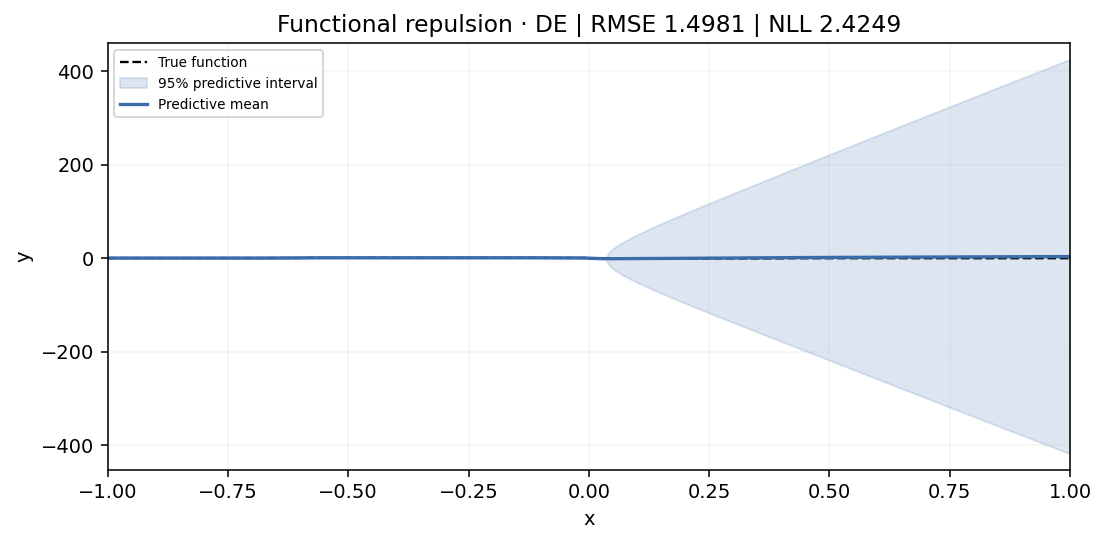 Functional repulsion · DE | RMSE 1.4981 | NLL 2.4249
True function
95% predictive interval
Predictive mean
400
200
0
−200
−400
y
−1.00 −0.75 −0.50 −0.25 0.00 0.25 0.50 0.75 1.00
x